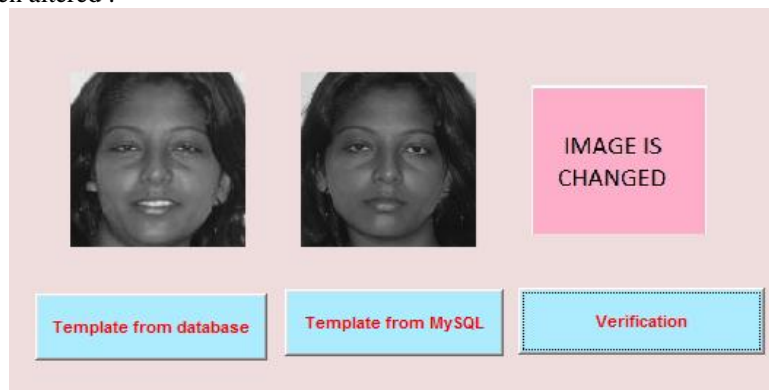 IMAGE IS
CHANGED
Template from database
Template from MySQL
Verification